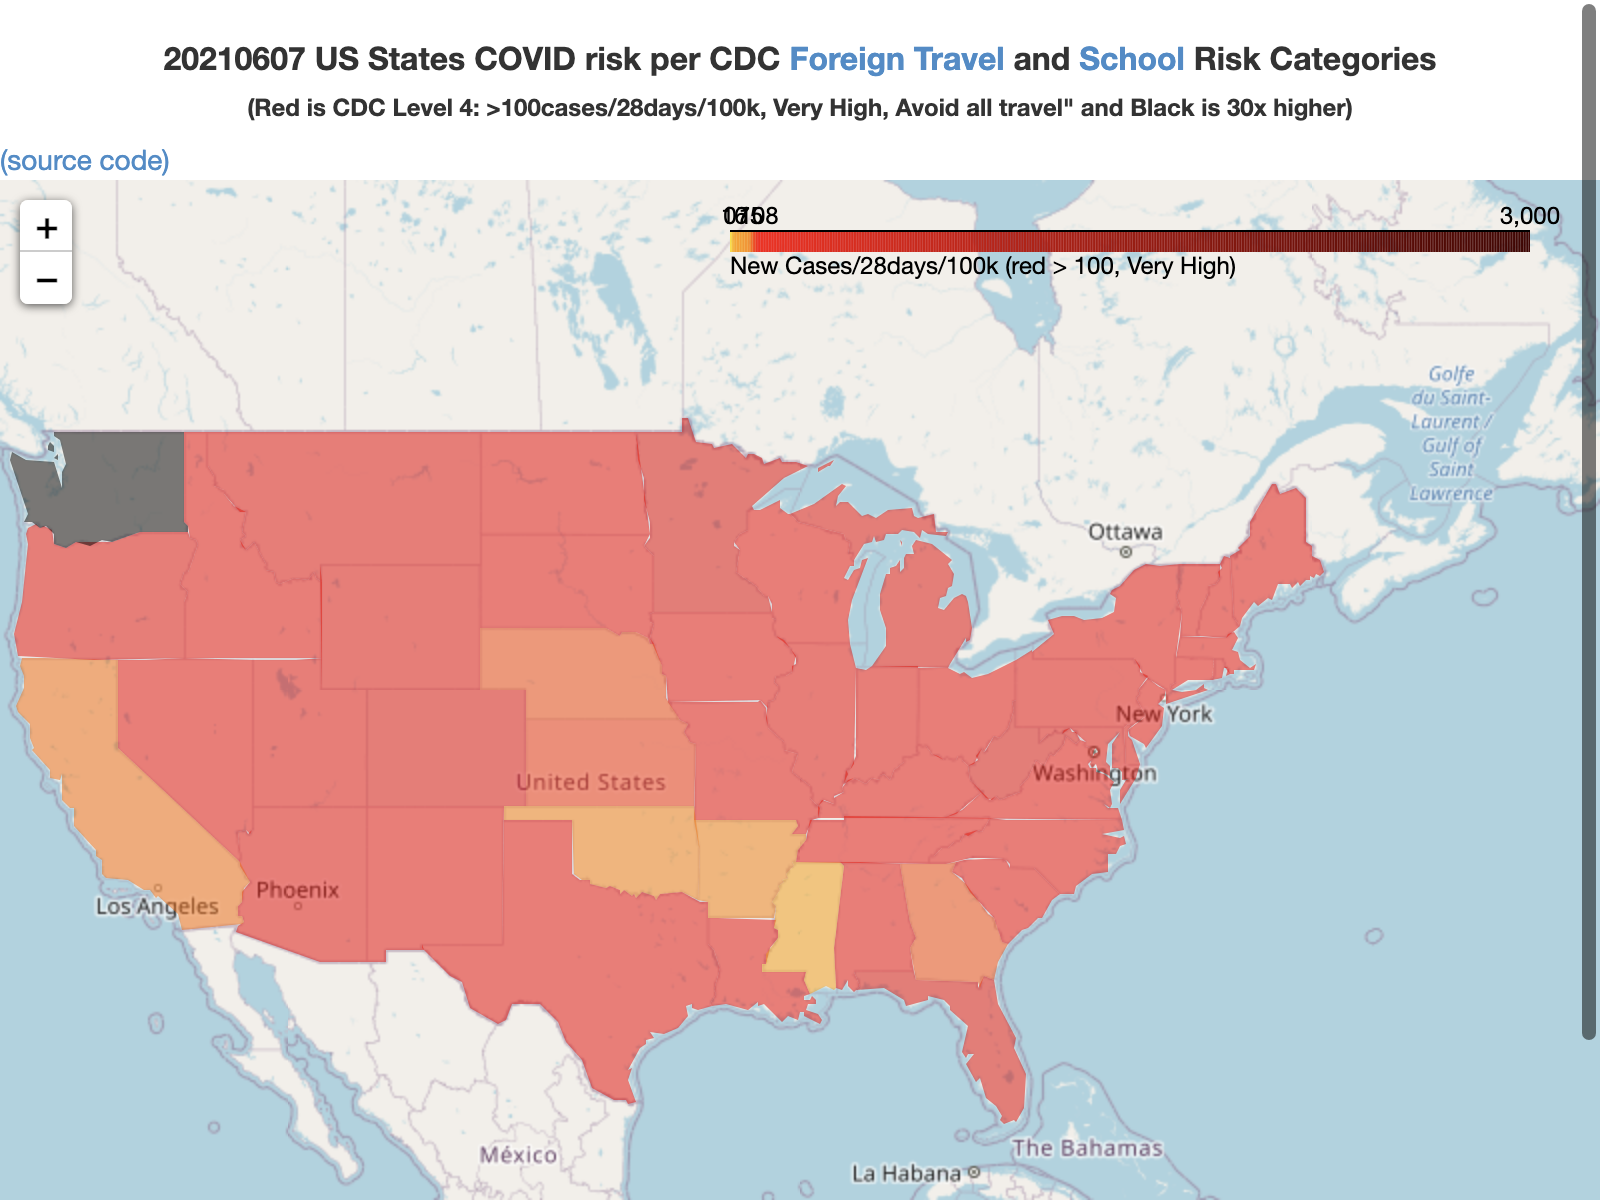 20210607 US States COVID risk per CDC Foreign Travel and School Risk Categories
(Red is CDC Level 4: >100cases/28days/100k, Very High, Avoid all travel" and Black is 30x higher)
(source code)
+
−
3,000
New Cases/28days/100k (red > 100, Very High)
Golfe
du Saint-
Laurent /
Gulf of
Saint
Lawrence
Ottawa
New York
Washington
United States
Phoenix
Los Angeles
México
The Bahamas
La Habana